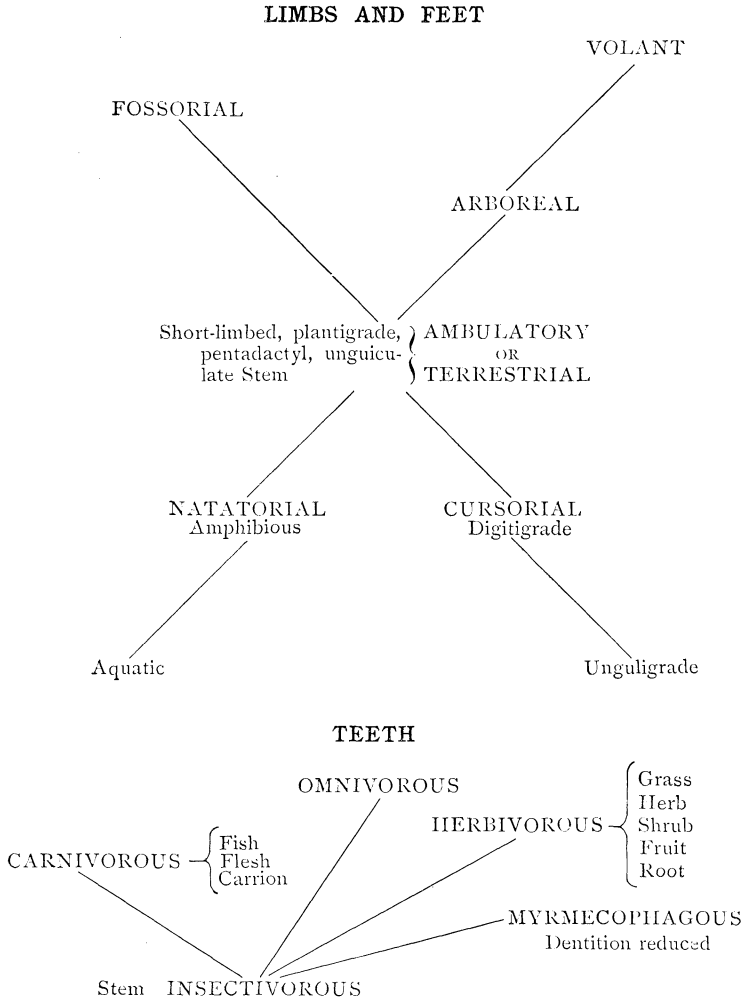 LIMBS AND FEET
VOLANT
FOSSORIAL
ARBOREAL
Short-limbed, plantigrade,
pentadactyl, unguicu-
late Stem
AMBULATORY
OR
TERRESTRIAL
NATATORIAL
Amphibious
CURSORIAL
Digitigrade
Aquatic
Unguligrade
TEETH
OMNIVOROUS
HERBIVOROUS
Grass
Herb
Shrub
Fruit
Root
CARNIVOROUS
Fish
Flesh
Carrion
MYRMECOPHAGOUS
Dentition reduced
Stem INSECTIVOROUS